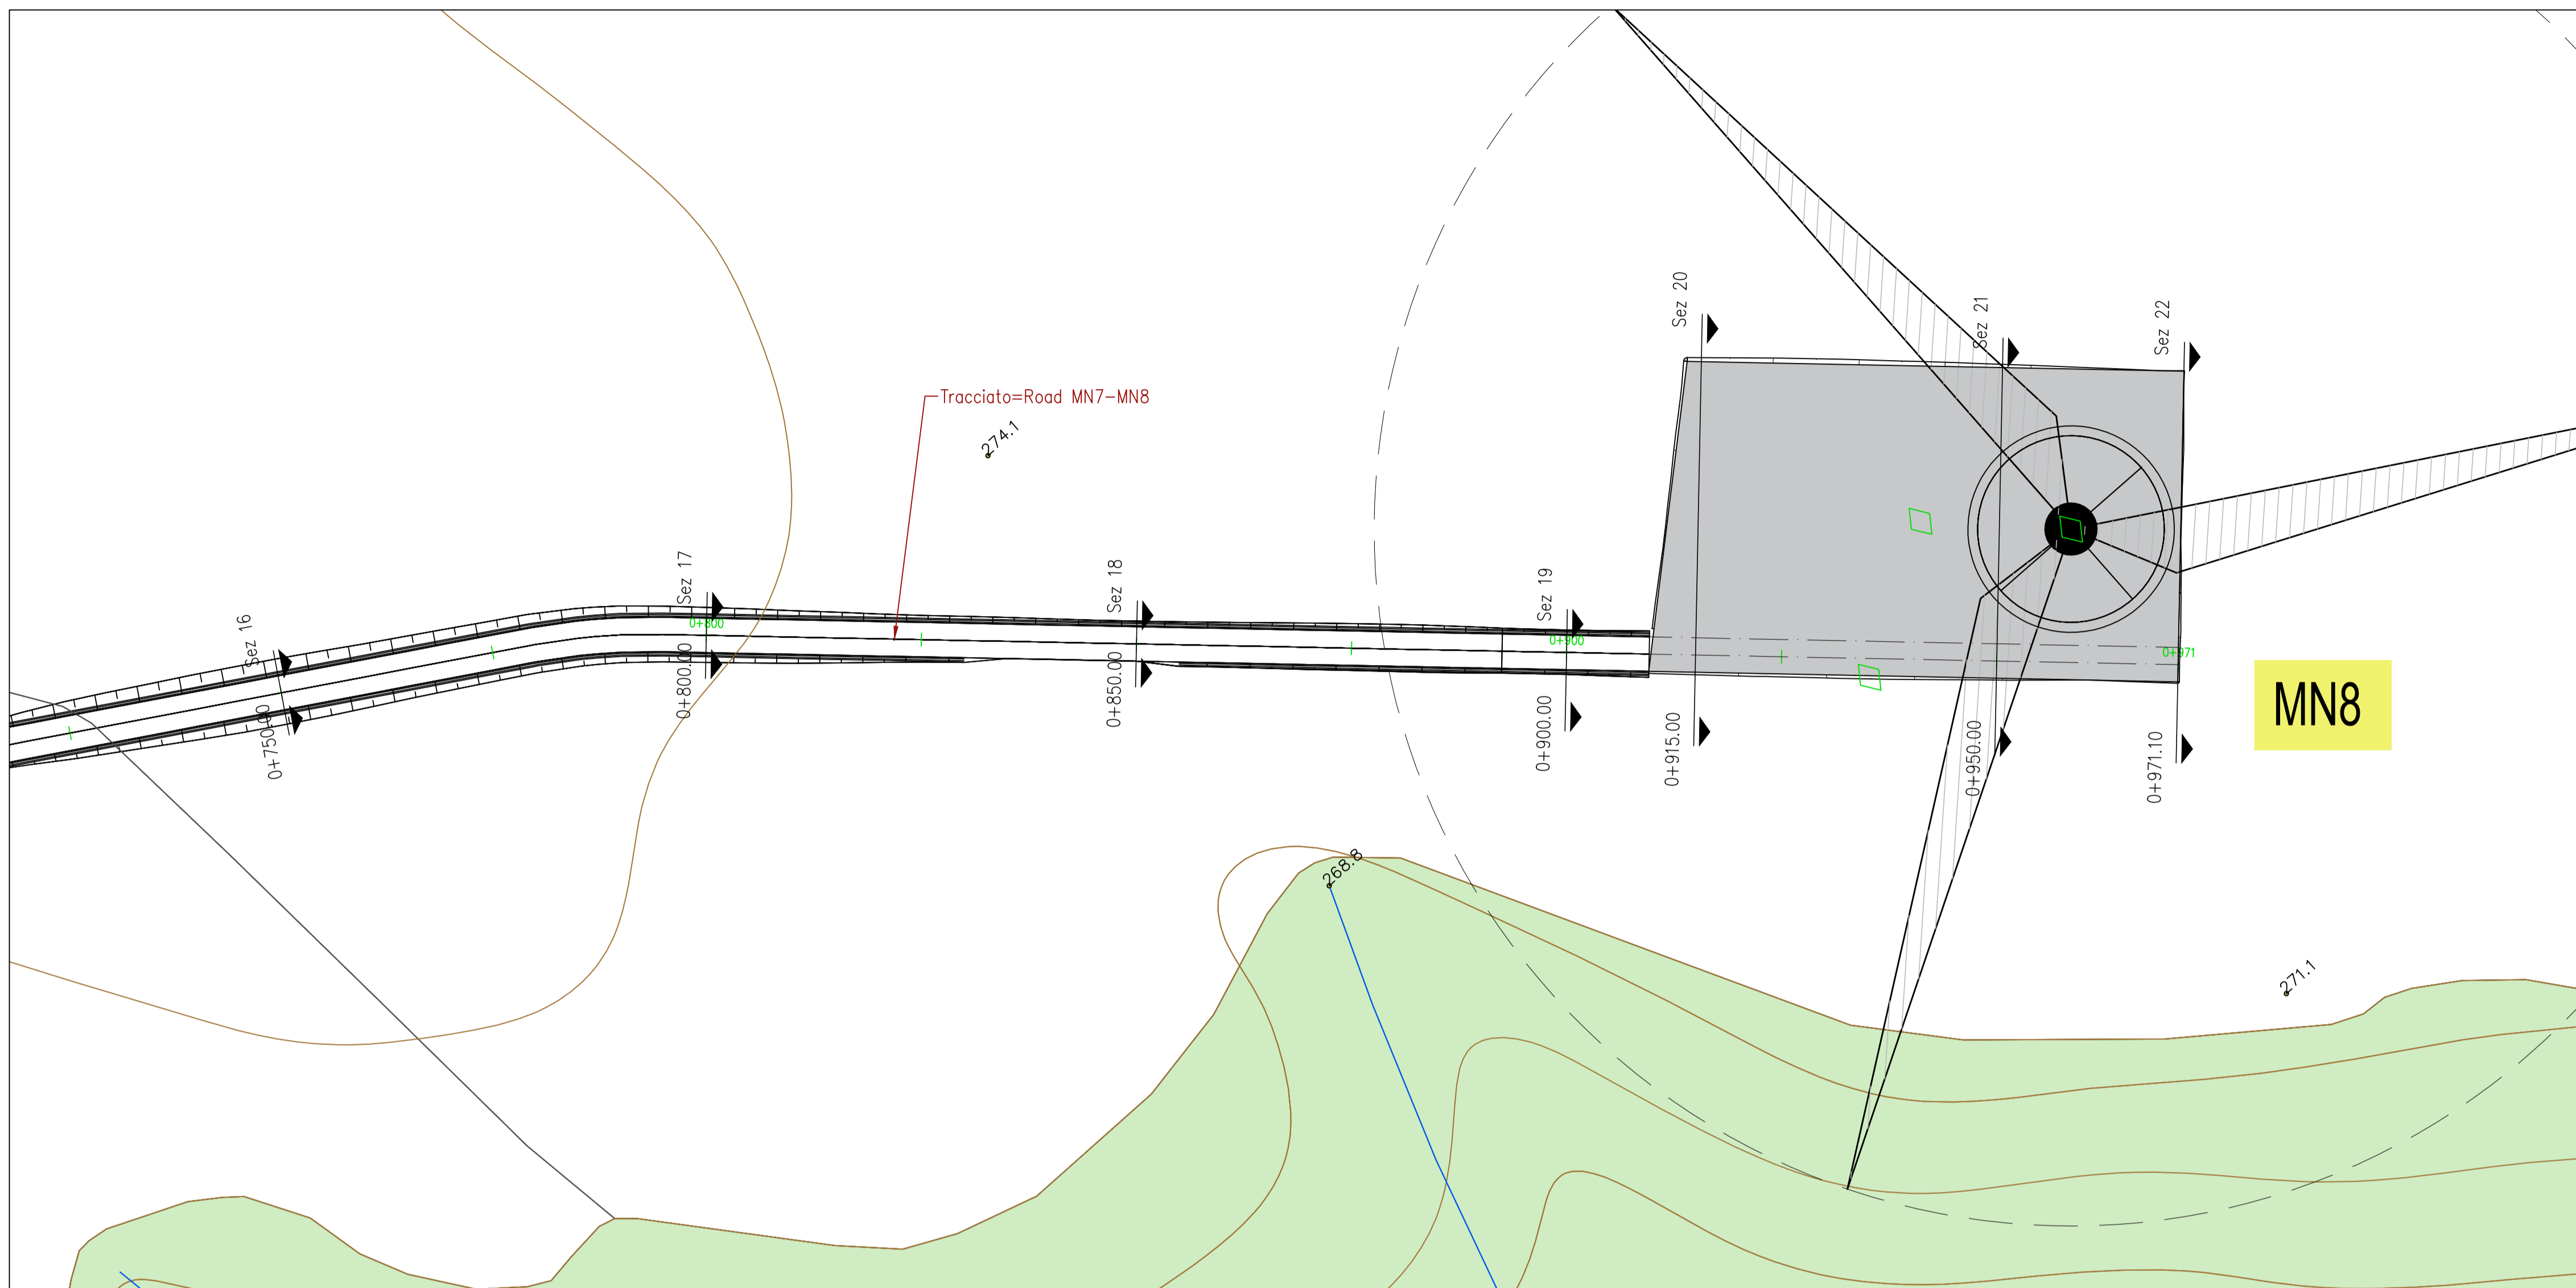 Sez 20
Sez 21
Sez 22
Tracciato=Road MN7-MN8
274.1
Sez 16
Sez 17
Sez 18
Sez 19
0+800
0+900
0+971
0+750.00
0+800.00
0+850.00
0+900.00
0+915.00
0+950.00
0+971.10
MN8
268.8
271.1